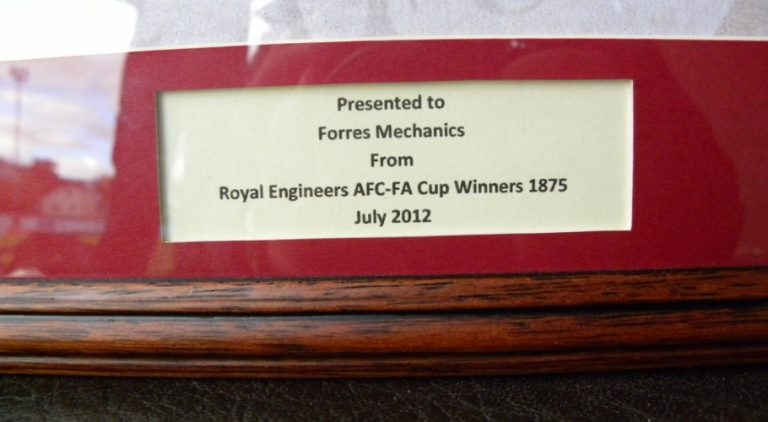 Presented to
Forres Mechanics
From
Royal Engineers AFC-FA Cup Winners 1875
July 2012